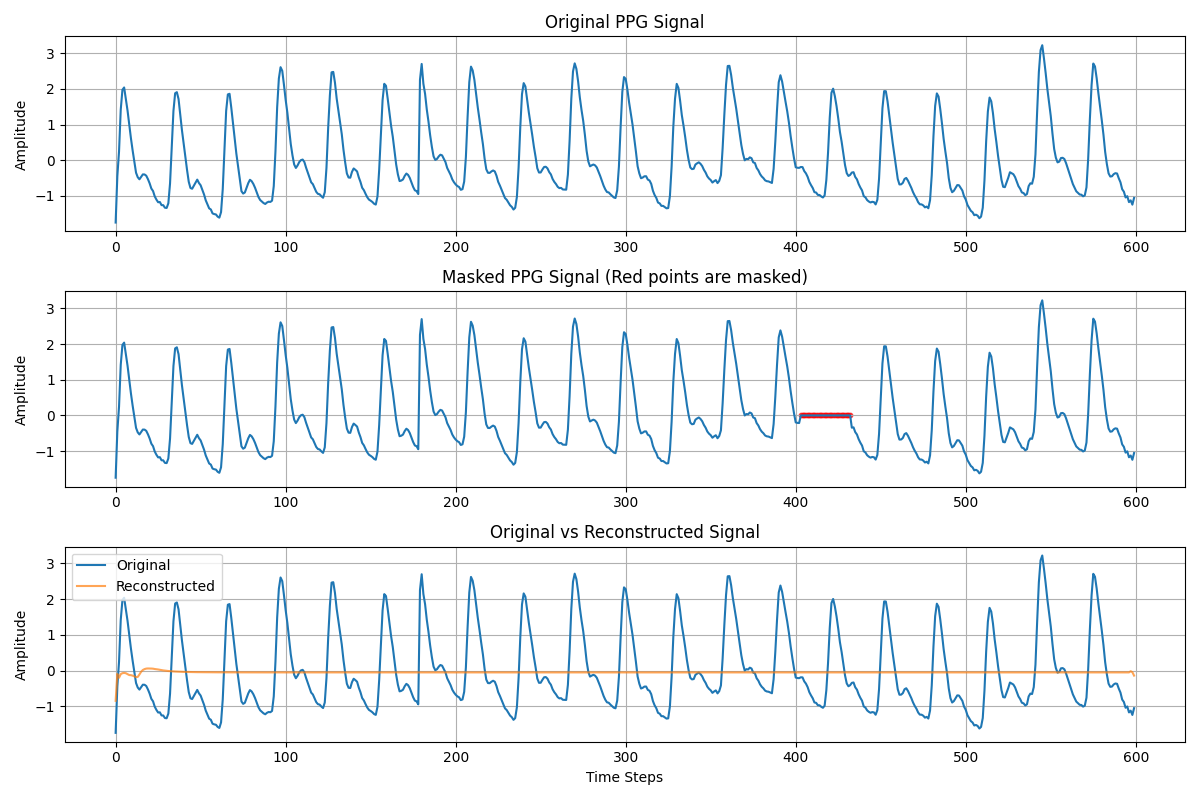 Original PPG Signal
3
2
1
0
−1
Amplitude
0 100 200 300 400 500 600
Masked PPG Signal (Red points are masked)
3
2
1
0
−1
Amplitude
0 100 200 300 400 500 600
Original vs Reconstructed Signal
Original
Reconstructed
3
2
1
0
−1
Amplitude
0 100 200 300 400 500 600
Time Steps